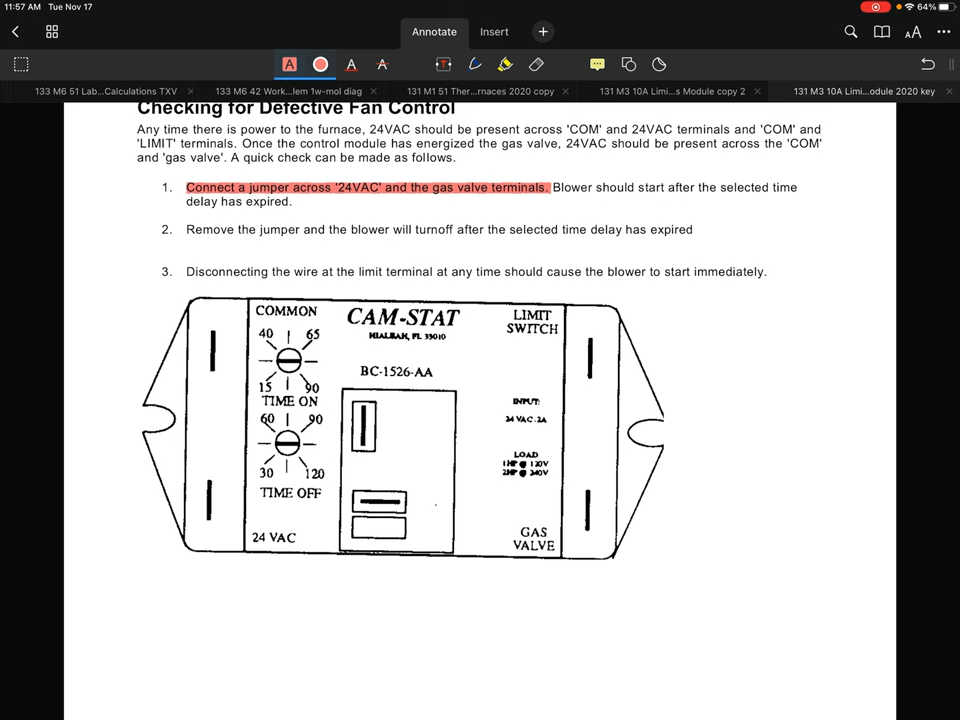 11:57 AM Tue Nov 17
64%
Annotate
Insert
AA
133 M6 51 Lab...Calculations TXV
133 M6 42 Work...lem 1w-mol diag
131 M1 51 Ther...rnaces 2020 copy
131 M3 10A Limi...s Module copy 2
131 M3 10A Limi...odule 2020 key
Checking for Defective Fan Control
Any time there is power to the furnace, 24VAC should be present across 'COM' and 24VAC terminals and 'COM' and
'LIMIT' terminals. Once the control module has energized the gas valve, 24VAC should be present across the 'COM'
and 'gas valve'. A quick check can be made as follows.
1. Connect a jumper across '24VAC' and the gas valve terminals. Blower should start after the selected time
delay has expired.
2. Remove the jumper and the blower will turnoff after the selected time delay has expired
3. Disconnecting the wire at the limit terminal at any time should cause the blower to start immediately.
COMMON
40 65
15 90
TIME ON
60 90
30 120
TIME OFF
24 VAC
CAM-STAT
HIALEAH, FL 33010
BC-1526-AA
LIMIT
SWITCH
INPUT:
24 VAC .2A
LOAD
1HP @ 120V
2HP @ 240V
GAS
VALVE